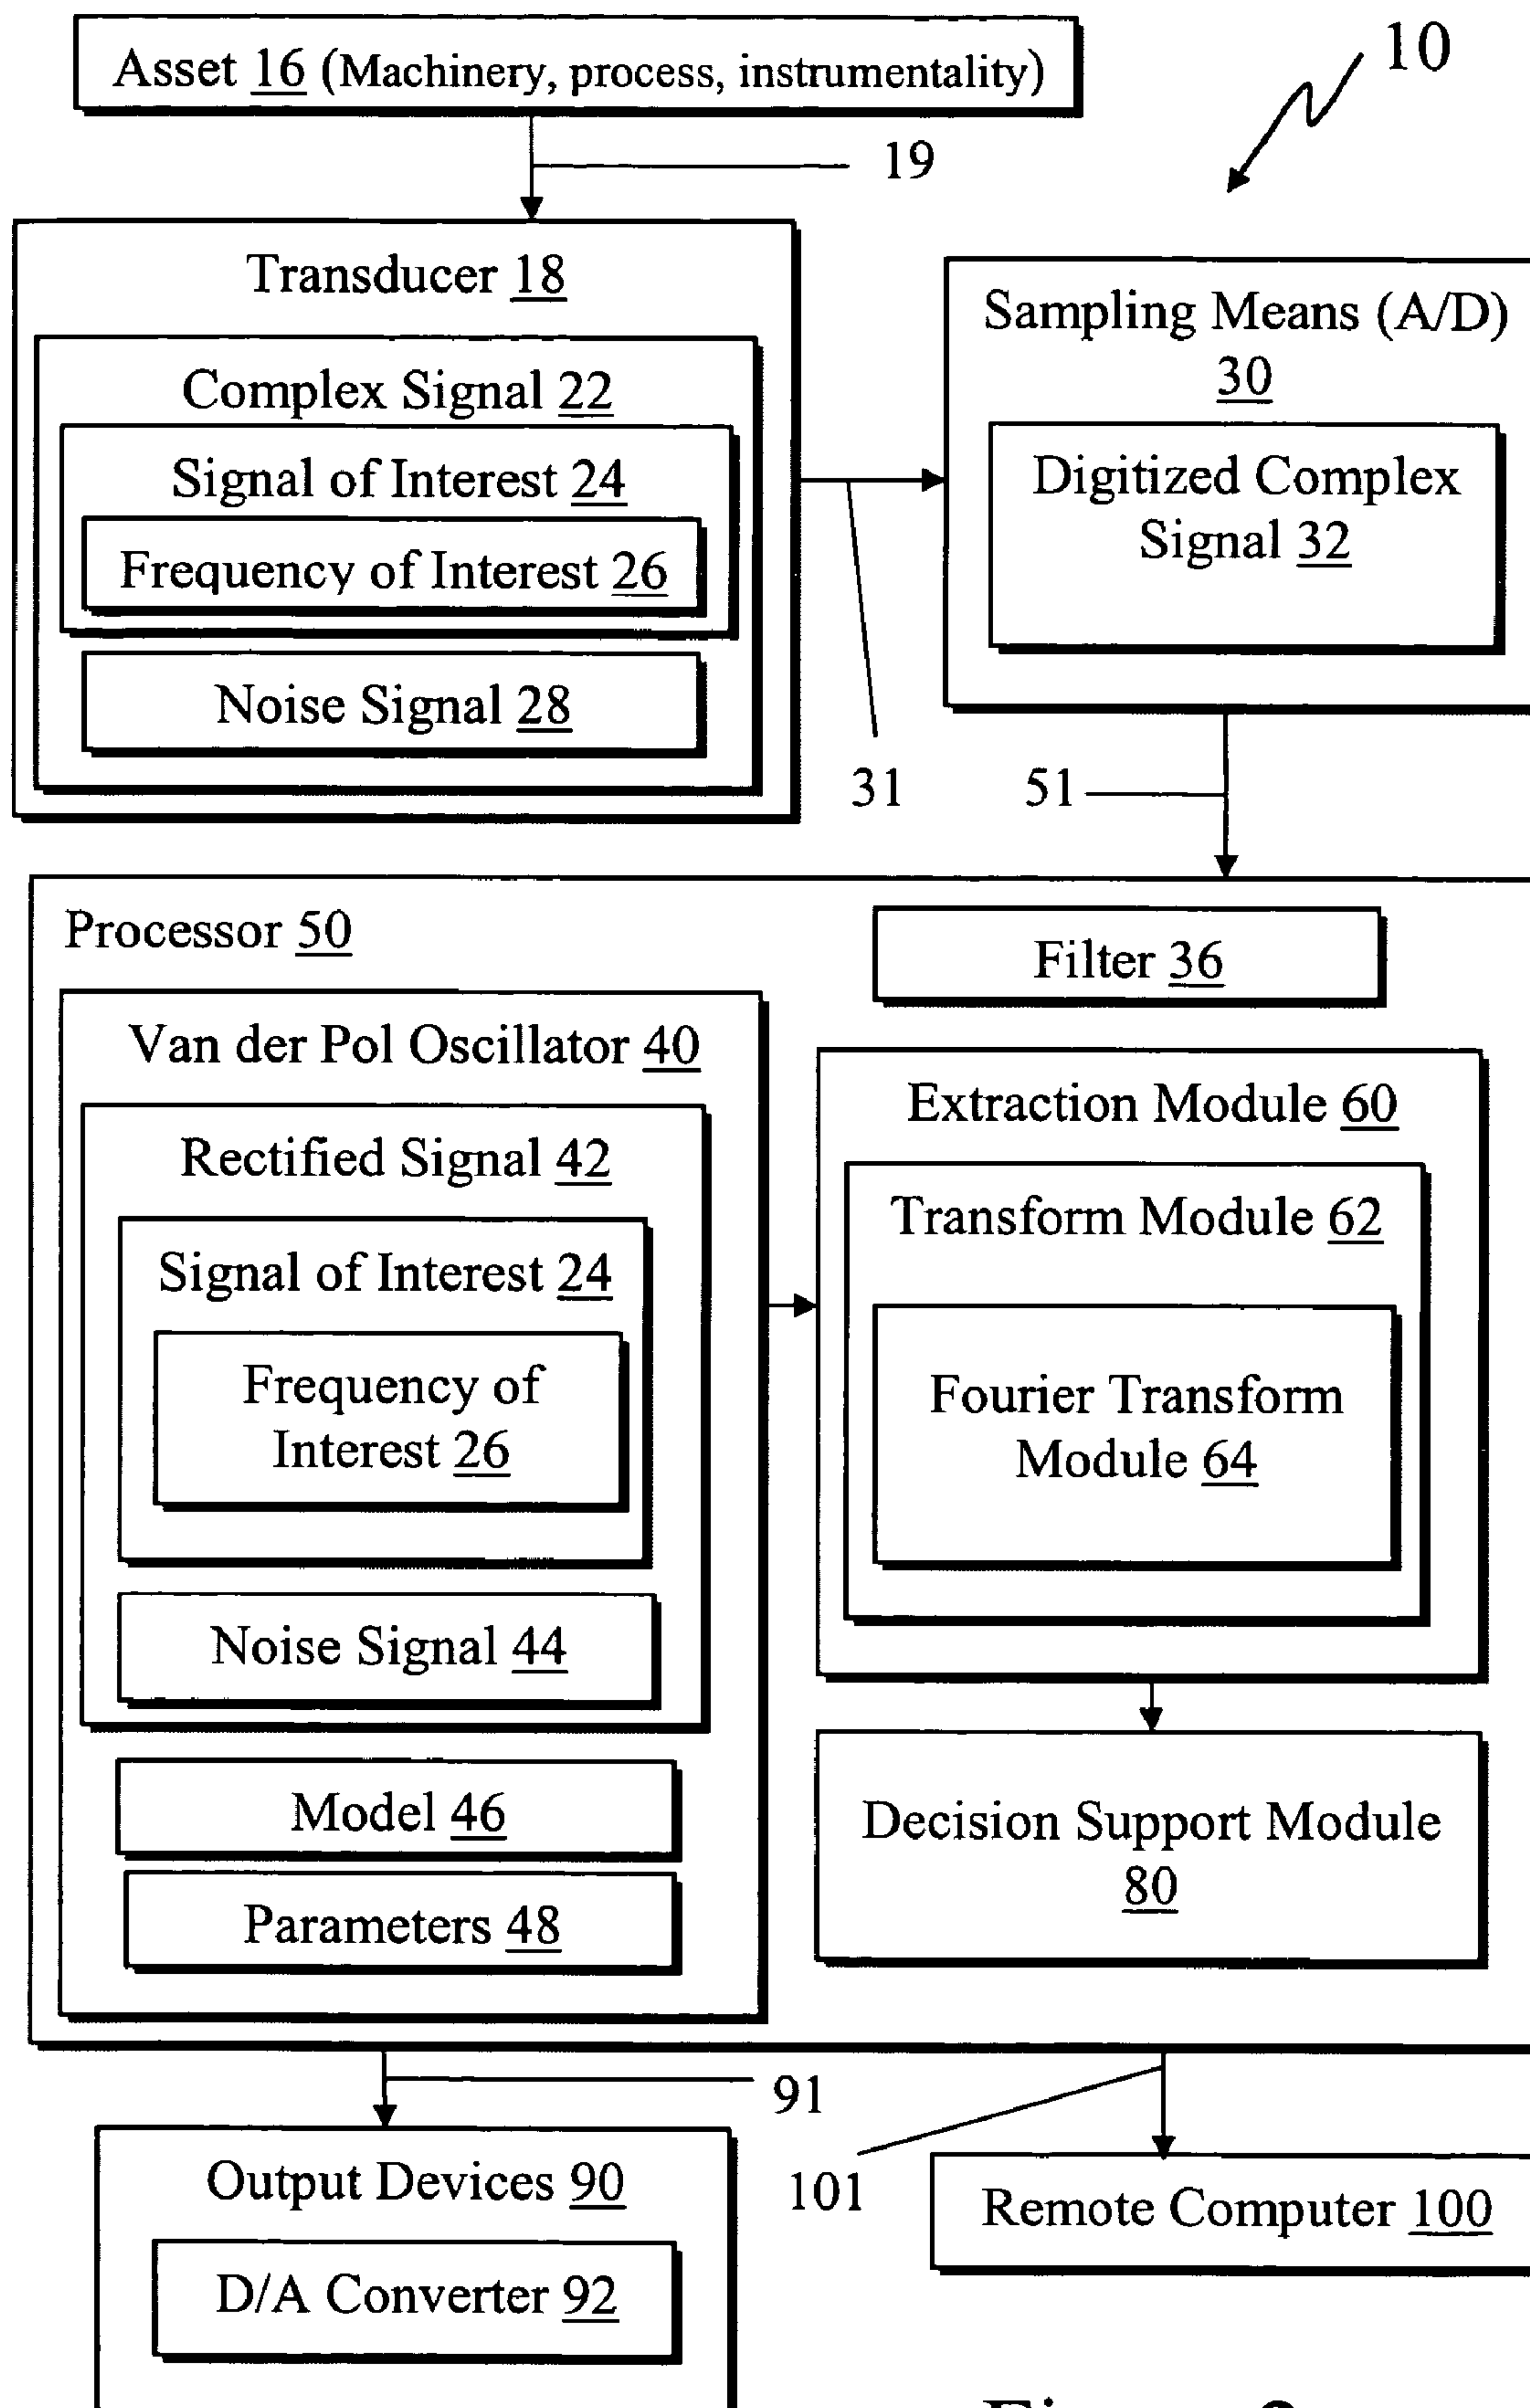 Asset 16 (Machinery, process, instrumentality)
10
19
Transducer 18
Complex Signal 22
Signal of Interest 24
Frequency of Interest 26
Noise Signal 28
Sampling Means (A/D)
30
Digitized Complex
Signal 32
31
51
Processor 50
Filter 36
Van der Pol Oscillator 40
Rectified Signal 42
Signal of Interest 24
Frequency of
Interest 26
Noise Signal 44
Model 46
Parameters 48
Extraction Module 60
Transform Module 62
Fourier Transform
Module 64
Decision Support Module
80
91
101
Output Devices 90
D/A Converter 92
Remote Computer 100